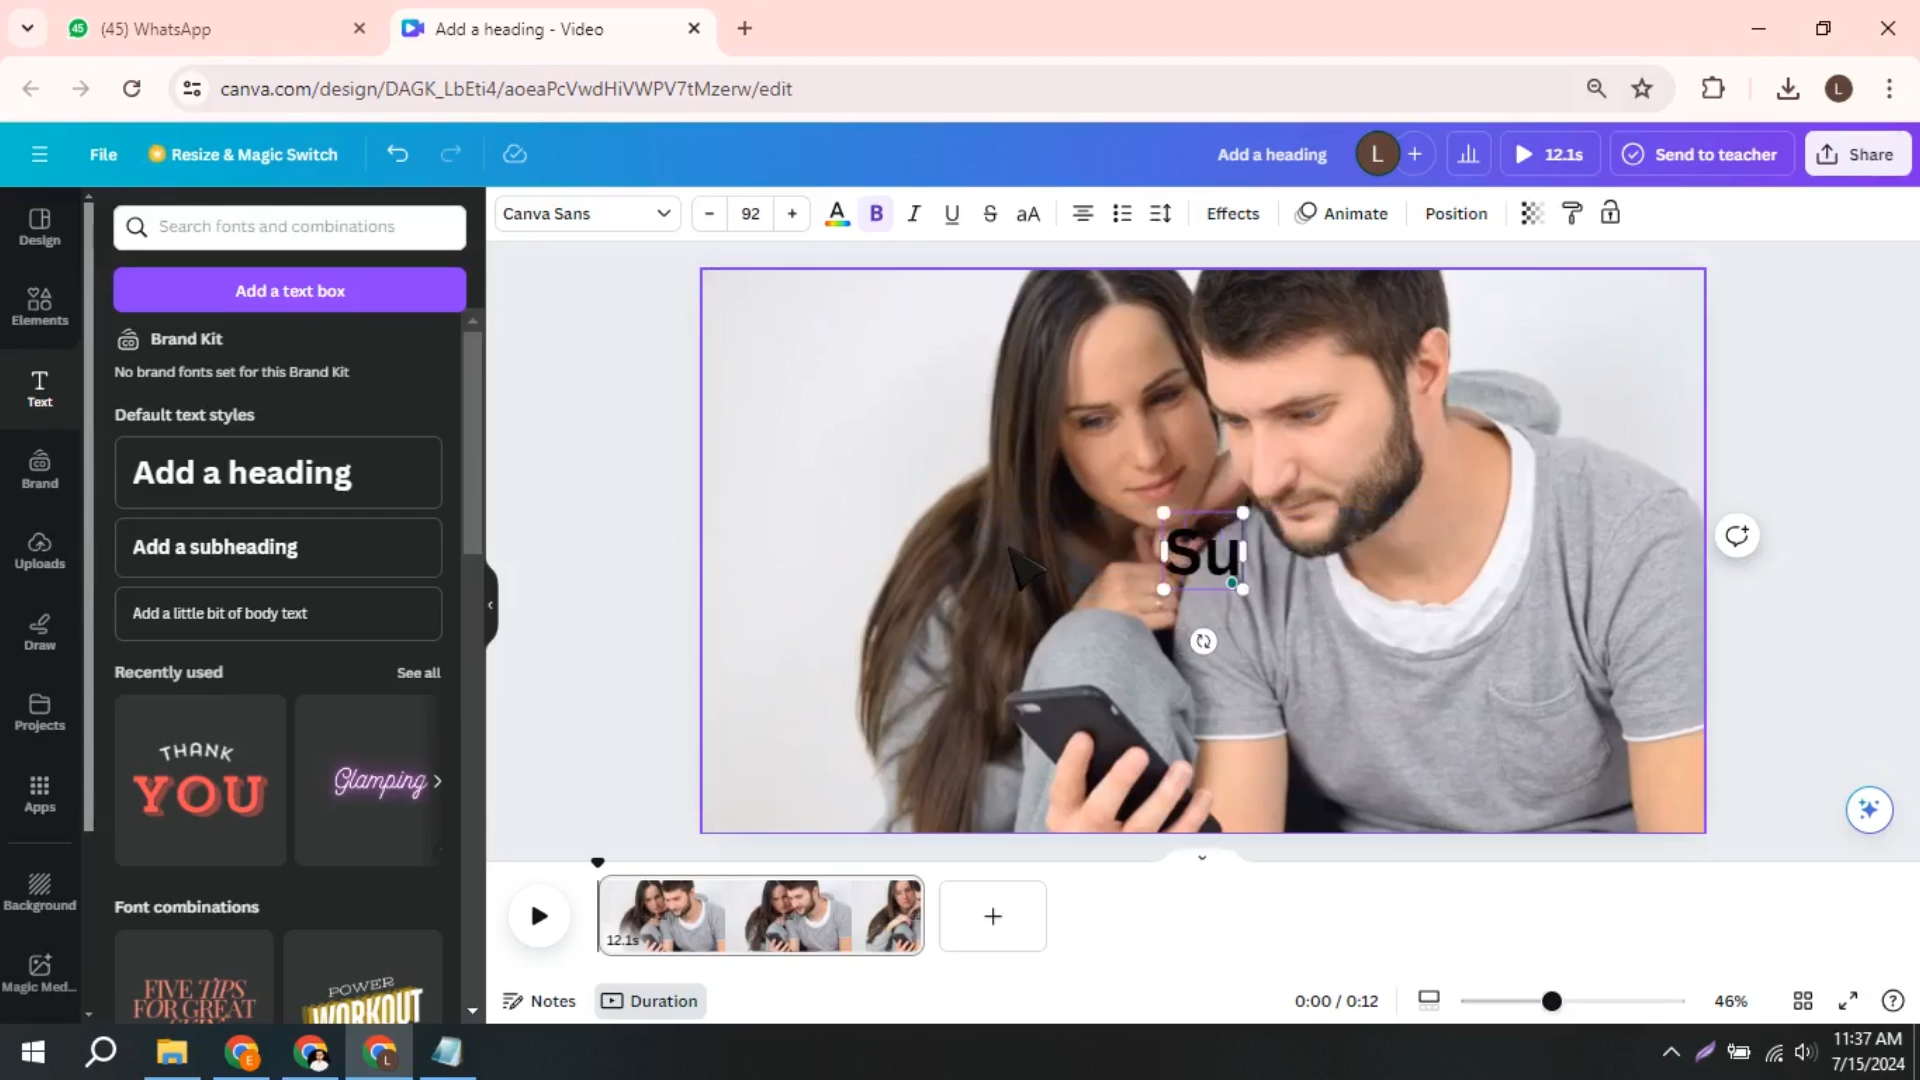 45
(45) WhatsApp
Add a heading - Video
canva.com/design/DAGK_LbEti4/aoeaPcVwdHiVWPV7tMzerw/edit
L
File
Resize & Magic Switch
Add a heading
L
12.1s
Send to teacher
Share
Design
Elements
Text
Brand
Uploads
Draw
Projects
Apps
Background
Magic Med...
Search fonts and combinations
Add a text box
Brand Kit
No brand fonts set for this Brand Kit
Default text styles
Add a heading
Add a subheading
Add a little bit of body text
Recently used
See all
THANK
YOU
Glamping
Font combinations
FIVE TIPS
FOR GREAT
POWER
WORKOUT
Canva Sans
92
A
B
I
U
S
aA
Effects
Animate
Position
Su
12.1s
Notes
Duration
0:00 / 0:12
46%
E
L
11:37 AM
7/15/2024